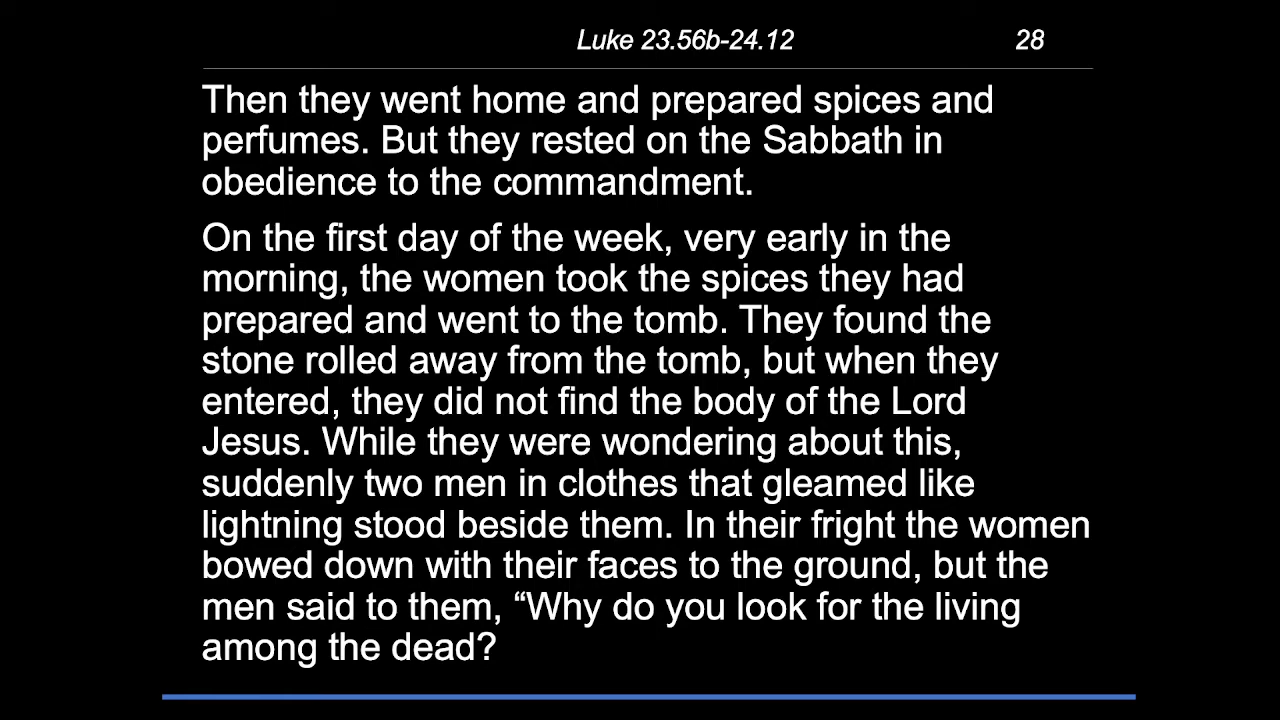 Luke 23.56b-24.12 28
Then they went home and prepared spices and
perfumes. But they rested on the Sabbath in
obedience to the commandment.
On the first day of the week, very early in the
morning, the women took the spices they had
prepared and went to the tomb. They found the
stone rolled away from the tomb, but when they
entered, they did not find the body of the Lord
Jesus. While they were wondering about this,
suddenly two men in clothes that gleamed like
lightning stood beside them. In their fright the women
bowed down with their faces to the ground, but the
men said to them, “Why do you look for the living
among the dead?